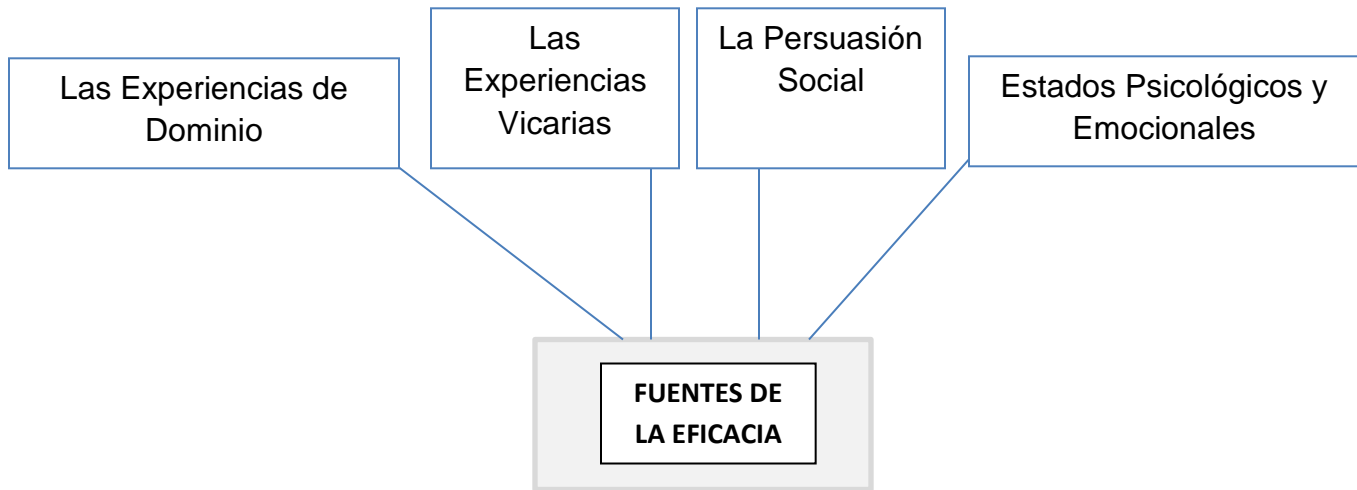 Las Experiencias de
Dominio
Las
Experiencias
Vicarias
La Persuasión
Social
Estados Psicológicos y
Emocionales
FUENTES DE
LA EFICACIA